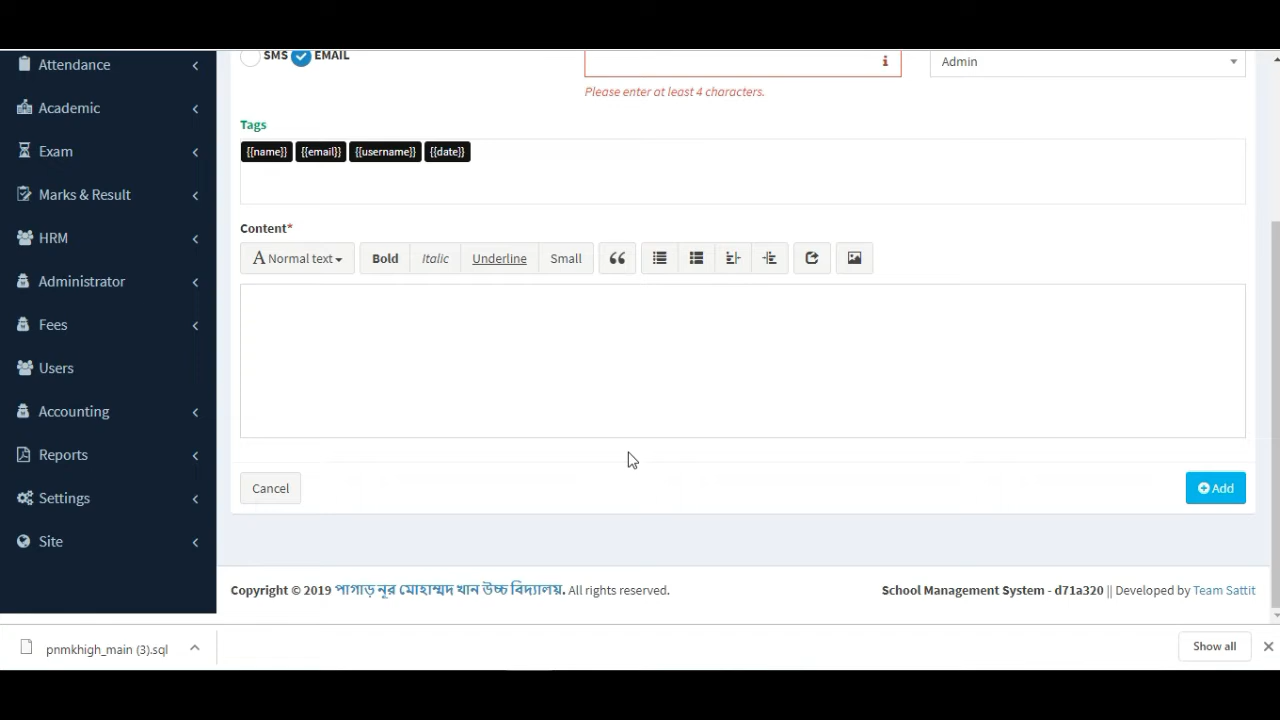 Attendance
SMS EMAIL
Admin
Please enter at least 4 characters.
Academic
Tags
Exam
{{name}} {{email}} {{username}} {{date}}
Marks & Result
Content*
HRM
A Normal text Bold Italic Underline Small
Administrator
Fees
Users
Accounting
Reports
Settings
Cancel
Add
Site
Copyright © 2019 পাগাড় নূর মোহাম্মদ খান উচ্চ বিদ্যালয়. All rights reserved.
School Management System - d71a320 || Developed by Team Sattit
pnmkhigh_main (3).sql
Show all